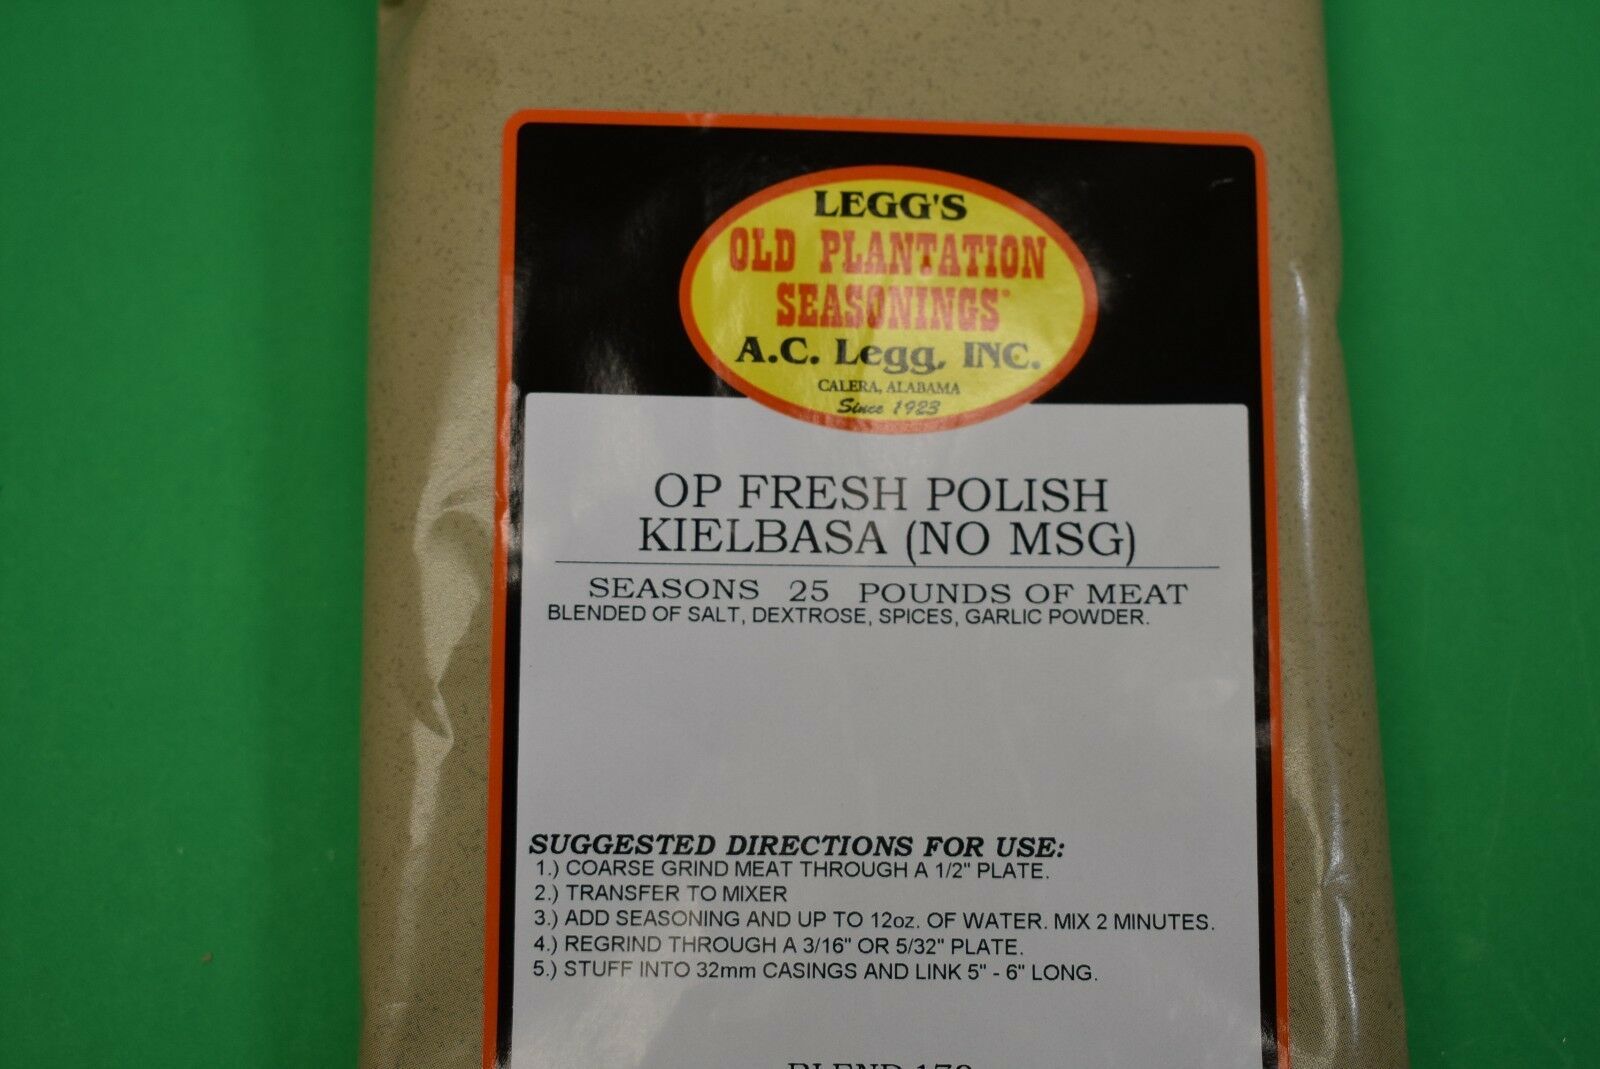 LEGG'S
OLD PLANTATION
SEASONINGS
A.C. Legg, INC.
CALERA, ALABAMA
Since 1923
OP FRESH POLISH
KIELBASA (NO MSG)
SEASONS 25 POUNDS OF MEAT
BLENDED OF SALT, DEXTROSE, SPICES, GARLIC POWDER.
SUGGESTED DIRECTIONS FOR USE:
1.) COARSE GRIND MEAT THROUGH A 1/2" PLATE.
2.) TRANSFER TO MIXER
3.) ADD SEASONING AND UP TO 12oz. OF WATER. MIX 2 MINUTES.
4.) REGRIND THROUGH A 3/16" OR 5/32" PLATE.
5.) STUFF INTO 32mm CASINGS AND LINK 5" - 6" LONG.
BLEND